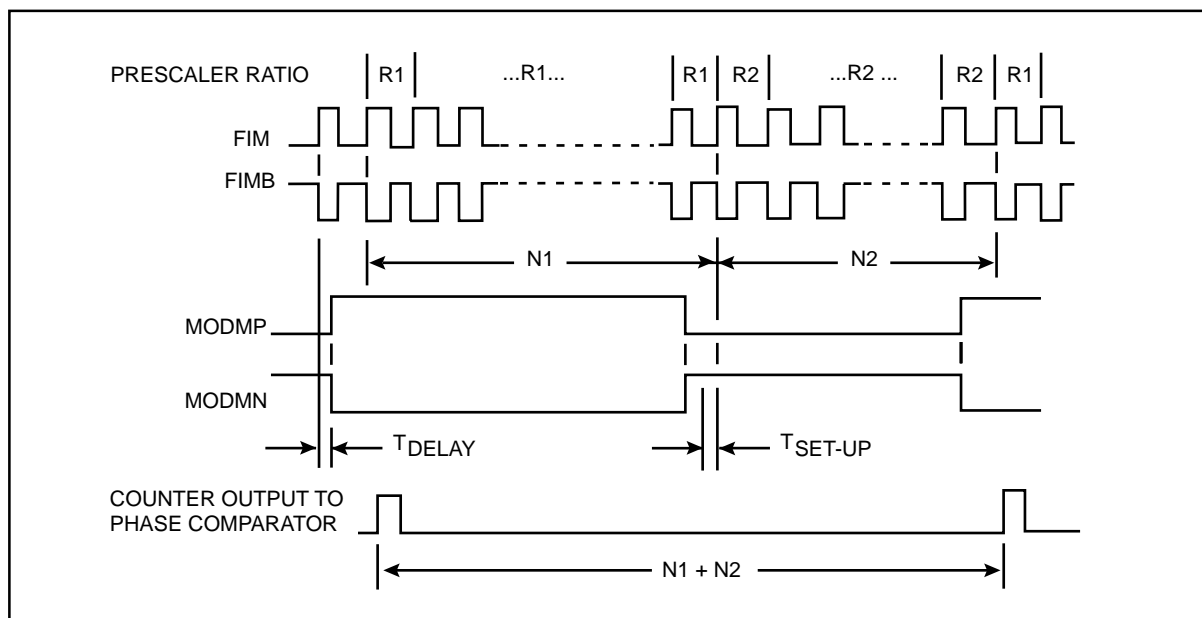 PRESCALER RATIO R1 ...R1... R1 R2 ...R2 ... R2 R1
FIM
FIMB
N1 N2
MODMP
MODMN
TDELAY TSET-UP
COUNTER OUTPUT TO
PHASE COMPARATOR
N1 + N2